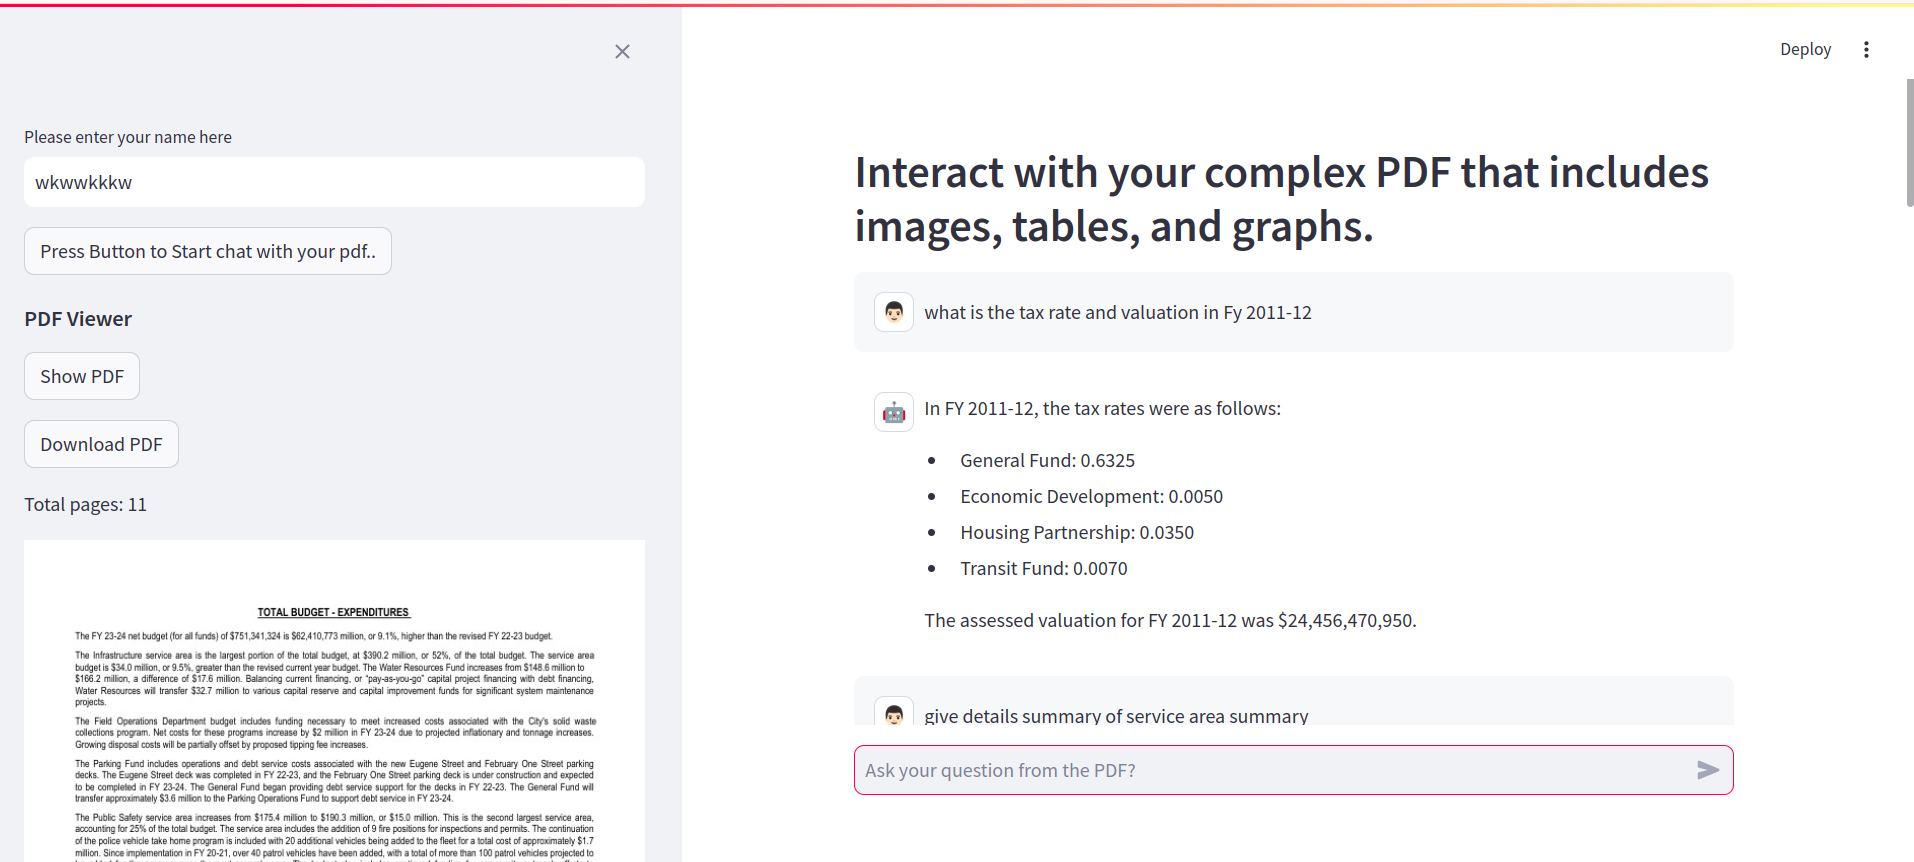 Deploy
Please enter your name here
wkwwkkkw
Press Button to Start chat with your pdf..
PDF Viewer
Show PDF
Download PDF
Total pages: 11
TOTAL BUDGET - EXPENDITURES
The FY 23-24 net budget (for all funds) of $751,341,324 is $62,410,773 million, or 9.1%, higher than the revised FY 22-23 budget.
The Infrastructure service area is the largest portion of the total budget, at $390.2 million, or 52%, of the total budget. The service area
budget is $34.0 million, or 9.5%, greater than the revised current year budget. The Water Resources Fund increases from $148.6 million to
$166.2 million, a difference of $17.6 million. Balancing current financing, or “pay-as-you-go” capital project financing with debt financing,
Water Resources will transfer $32.7 million to various capital reserve and capital improvement funds for significant system maintenance
projects.
The Field Operations Department budget includes funding necessary to meet increased costs associated with the City's solid waste
collections program. Net costs for these programs increase by $2 million in FY 23-24 due to projected inflationary and tonnage increases.
Growing disposal costs will be partially offset by proposed tipping fee increases.
The Parking Fund includes operations and debt service costs associated with the new Eugene Street and February One Street parking
decks. The Eugene Street deck was completed in FY 22-23, and the February One Street parking deck is under construction and expected
to be completed in FY 23-24. The General Fund began providing debt service support for the decks in FY 22-23. The General Fund will
transfer approximately $3.6 million to the Parking Operations Fund to support debt service in FY 23-24.
The Public Safety service area increases from $175.4 million to $190.3 million, or $15.0 million. This is the second largest service area,
accounting for 25% of the total budget. The service area includes the addition of 9 fire positions for inspections and permits. The continuation
of the police vehicle take home program is included with 20 additional vehicles being added to the fleet for a total cost of approximately $1.7
million. Since implementation in FY 20-21, over 40 patrol vehicles have been added, with a total of more than 100 patrol vehicles projected to
Interact with your complex PDF that includes
images, tables, and graphs.
what is the tax rate and valuation in Fy 2011-12
In FY 2011-12, the tax rates were as follows:
• General Fund: 0.6325
• Economic Development: 0.0050
• Housing Partnership: 0.0350
• Transit Fund: 0.0070
The assessed valuation for FY 2011-12 was $24,456,470,950.
give details summary of service area summary
Ask your question from the PDF?